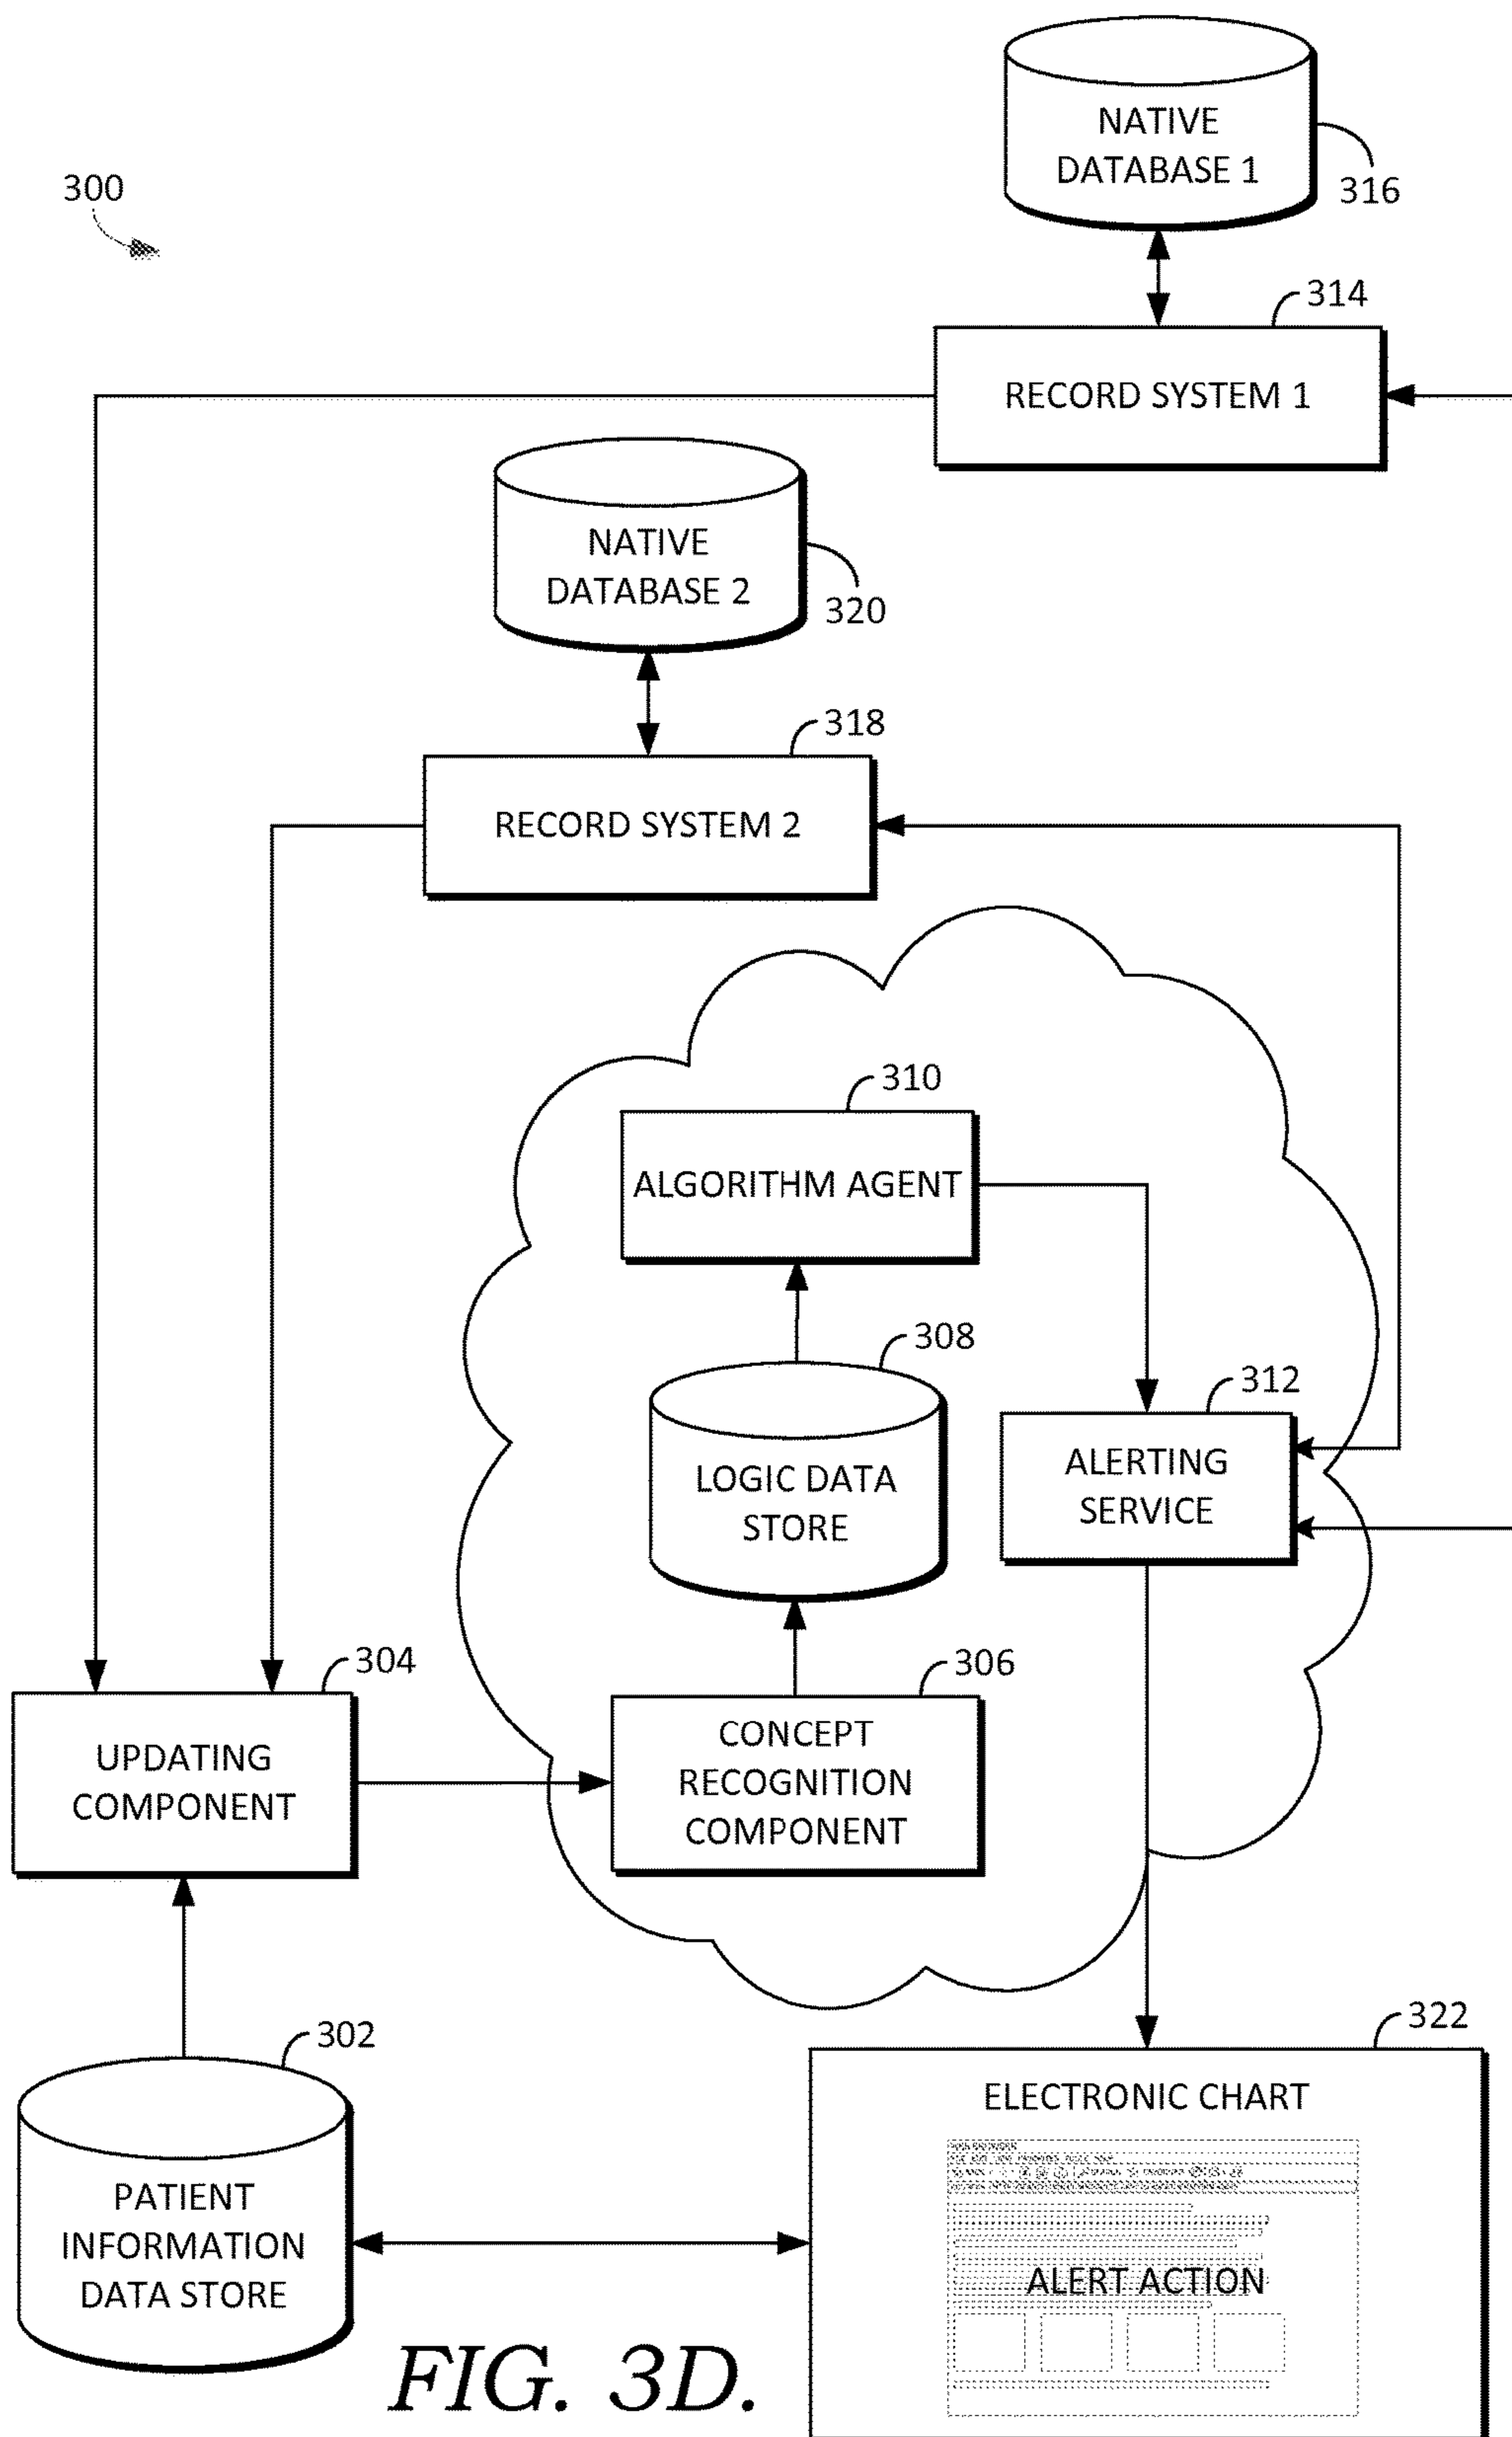 NATIVE
DATABASE 1
316
300
314
RECORD SYSTEM 1
NATIVE
DATABASE 2
320
318
RECORD SYSTEM 2
310
ALGORITHM AGENT
308
LOGIC DATA
STORE
312
ALERTING
SERVICE
304
UPDATING
COMPONENT
306
CONCEPT
RECOGNITION
COMPONENT
302
PATIENT
INFORMATION
DATA STORE
322
ELECTRONIC CHART
ALERT ACTION
FIG. 3D.